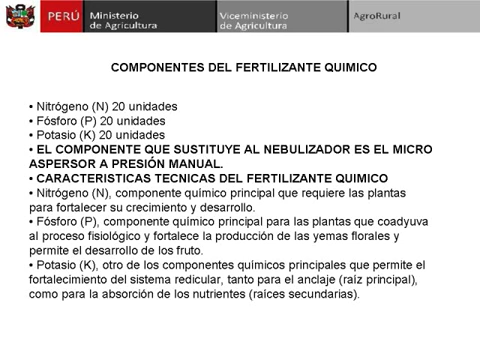 PERÚ
Ministerio
de Agricultura
Viceministerio
de Agricultura
AgroRural
COMPONENTES DEL FERTILIZANTE QUIMICO
• Nitrógeno (N) 20 unidades
• Fósforo (P) 20 unidades
• Potasio (K) 20 unidades
• EL COMPONENTE QUE SUSTITUYE AL NEBULIZADOR ES EL MICRO
ASPERSOR A PRESIÓN MANUAL.
• CARACTERISTICAS TECNICAS DEL FERTILIZANTE QUIMICO
• Nitrógeno (N), componente químico principal que requiere las plantas
para fortalecer su crecimiento y desarrollo.
• Fósforo (P), componente químico principal para las plantas que coadyuva
al proceso fisiológico y fortalece la producción de las yemas florales y
permite el desarrollo de los fruto.
• Potasio (K), otro de los componentes químicos principales que permite el
fortalecimiento del sistema redicular, tanto para el anclaje (raíz principal),
como para la absorción de los nutrientes (raíces secundarias).